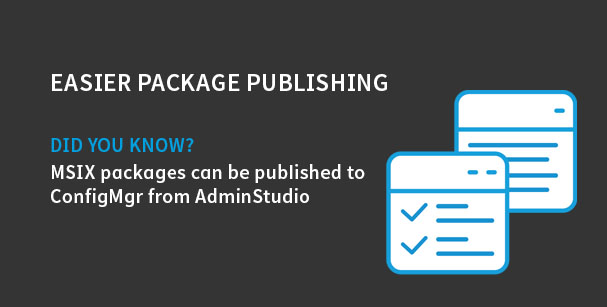 EASIER PACKAGE PUBLISHING
DID YOU KNOW?
MSIX packages can be published to
ConfigMgr from AdminStudio